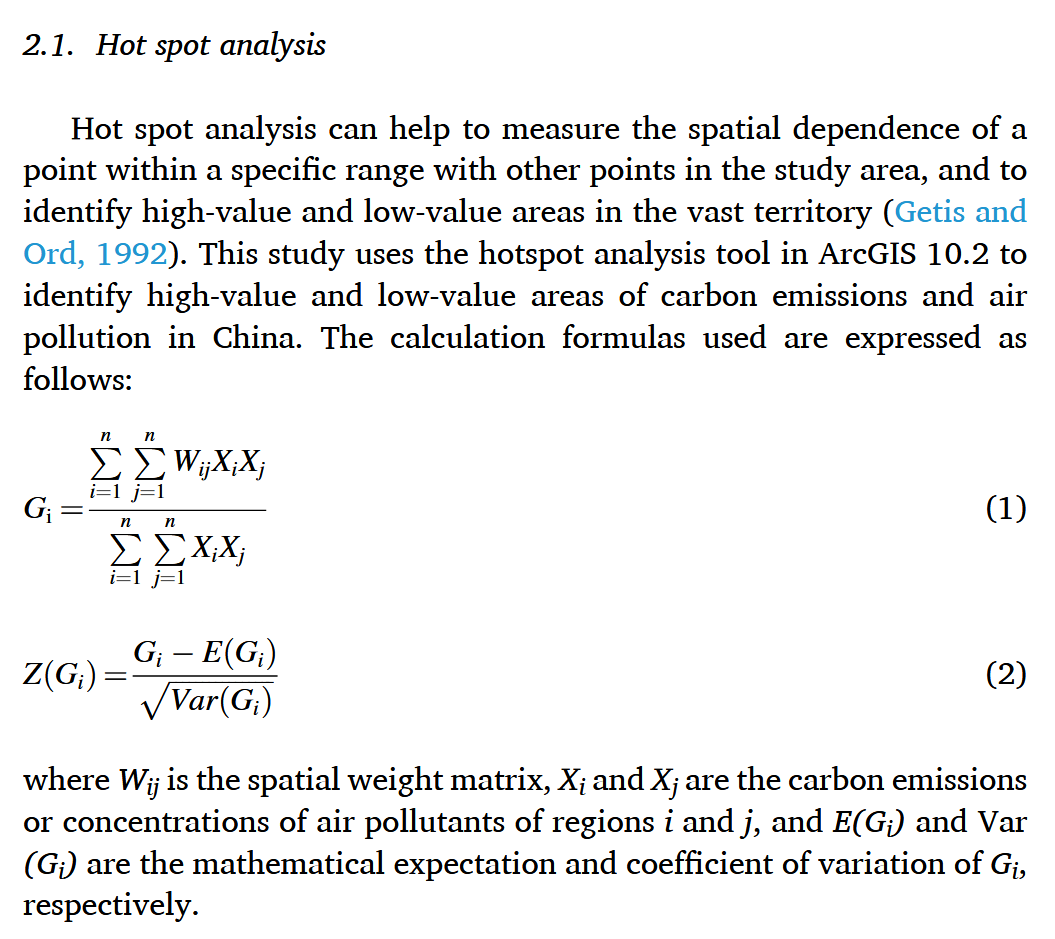 2.1. Hot spot analysis
Hot spot analysis can help to measure the spatial dependence of a
point within a specific range with other points in the study area, and to
identify high-value and low-value areas in the vast territory (Getis and
Ord, 1992). This study uses the hotspot analysis tool in ArcGIS 10.2 to
identify high-value and low-value areas of carbon emissions and air
pollution in China. The calculation formulas used are expressed as
follows:
$G_{\mathrm{i}} = \frac{\sum_{i=1}^{n} \sum_{j=1}^{n} W_{ij} X_i X_j}{\sum_{i=1}^{n} \sum_{j=1}^{n} X_i X_j}$ (1)
$Z(G_i) = \frac{G_i - E(G_i)}{\sqrt{Var(G_i)}}$ (2)
where $W_{ij}$ is the spatial weight matrix, $X_i$ and $X_j$ are the carbon emissions
or concentrations of air pollutants of regions i and j, and $E(G_i)$ and Var
$(G_i)$ are the mathematical expectation and coefficient of variation of $G_i$,
respectively.